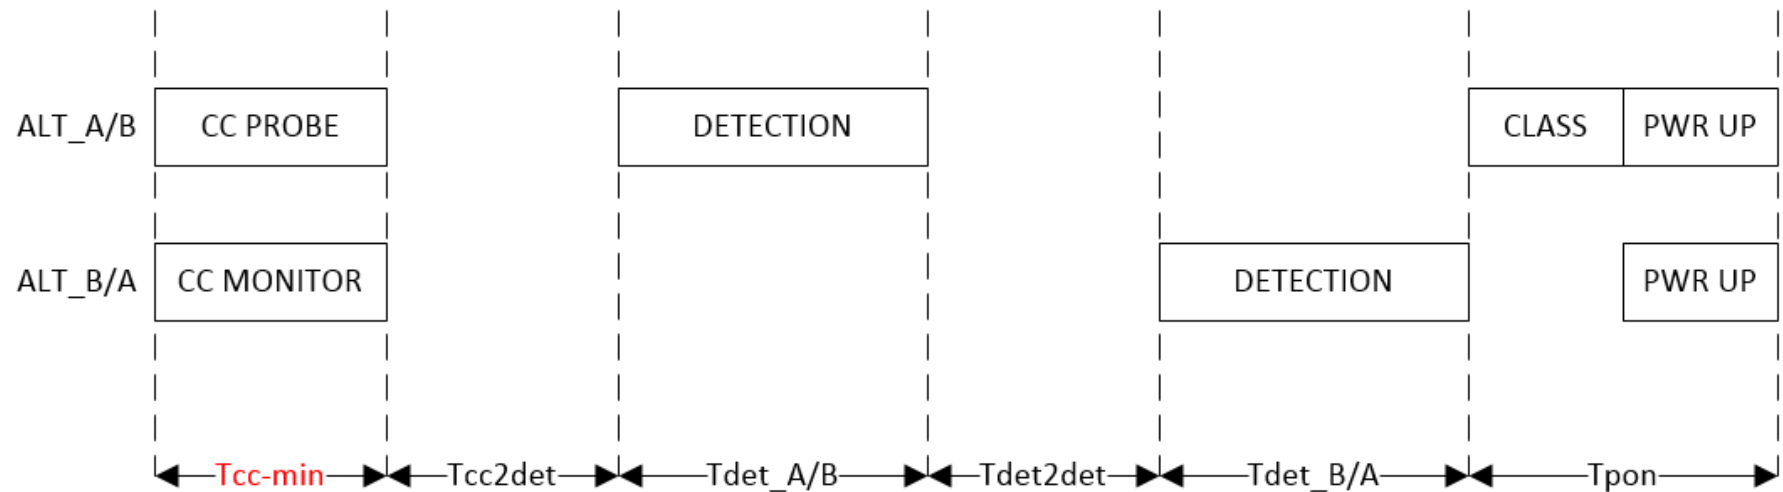 ALT_A/B CC PROBE DETECTION CLASS PWR UP
ALT_B/A CC MONITOR DETECTION PWR UP
Tcc-min Tcc2det Tdet_A/B Tdet2det Tdet_B/A Tpon